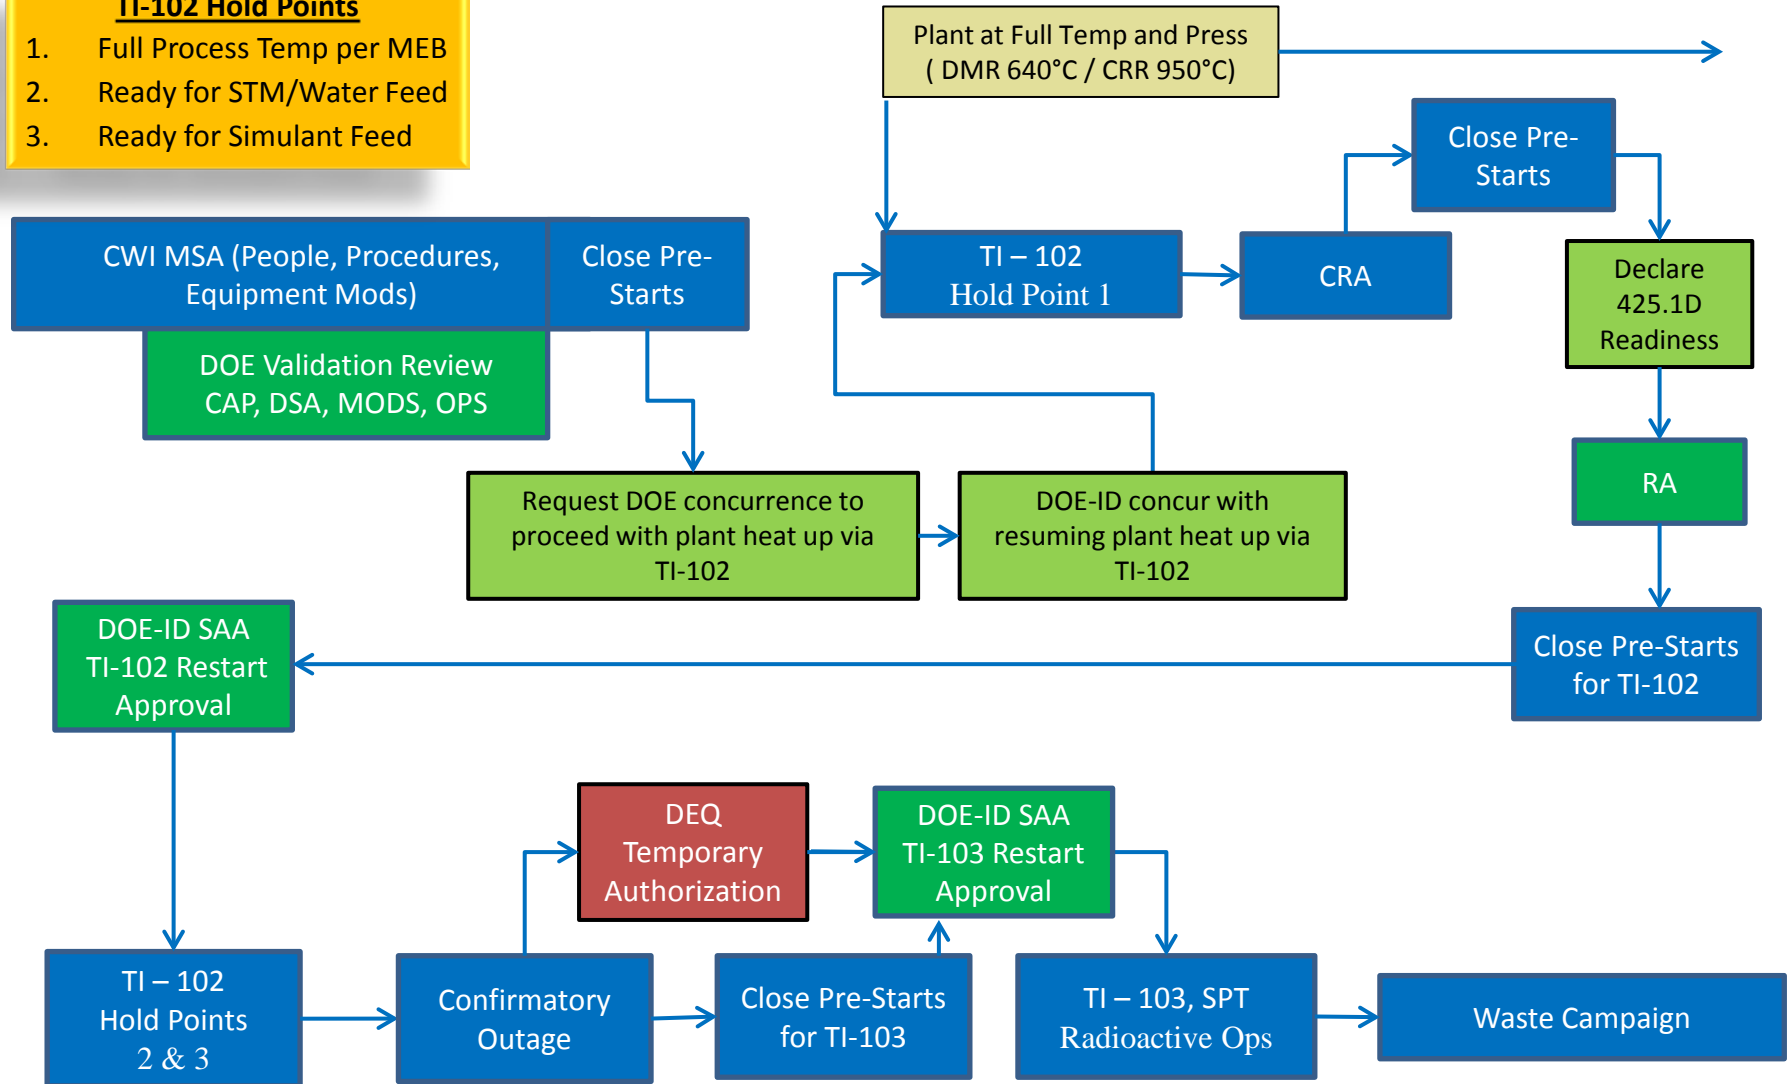 TI-102 Hold Points
1. Full Process Temp per MEB
2. Ready for STM/Water Feed
3. Ready for Simulant Feed
Plant at Full Temp and Press
( DMR 640°C / CRR 950°C)
Close Pre-
Starts
CWI MSA (People, Procedures,
Equipment Mods)
Close Pre-
Starts
TI – 102
Hold Point 1
CRA
Declare
425.1D
Readiness
DOE Validation Review
CAP, DSA, MODS, OPS
RA
Request DOE concurrence to
proceed with plant heat up via
TI-102
DOE-ID concur with
resuming plant heat up via
TI-102
DOE-ID SAA
TI-102 Restart
Approval
Close Pre-Starts
for TI-102
DEQ
Temporary
Authorization
DOE-ID SAA
TI-103 Restart
Approval
TI – 102
Hold Points
2 & 3
Confirmatory
Outage
Close Pre-Starts
for TI-103
TI – 103, SPT
Radioactive Ops
Waste Campaign